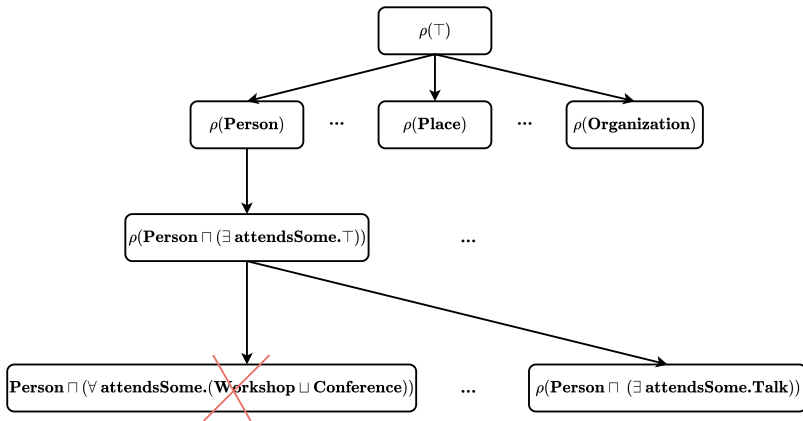 ρ(⊤)
ρ(Person) ... ρ(Place) ... ρ(Organization)
ρ(Person ⊓ (∃ attendsSome.⊤)) ...
Person ⊓ (∀ attendsSome.(Workshop ⊔ Conference)) ... ρ(Person ⊓ (∃ attendsSome.Talk))